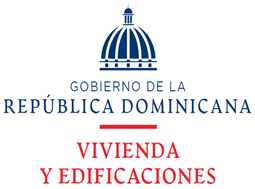 GOBIERNO DE LA
REPÚBLICA DOMINICANA
VIVIENDA
Y EDIFICACIONES